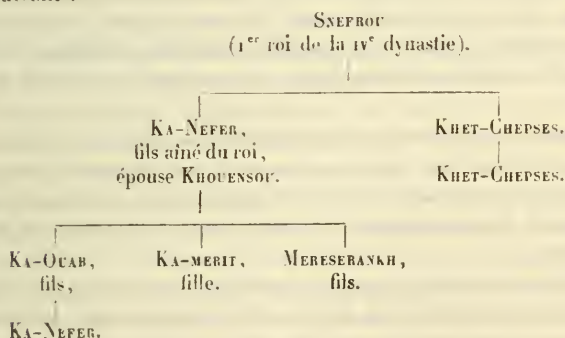 SNEFROU
(1er roi de la IVe dynastie).
KA-NEFER,
fils aîné du roi,
épouse KHOUENSOU.
KHET-CHEPSES.
KHET-CHEPSES.
KA-OUAB,
fils,
KA-MERIT,
fille.
MERESERANKH,
fils.
KA-NEFER.